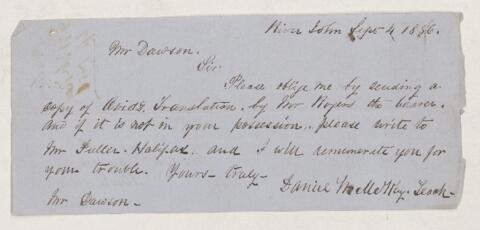 River John Sept 4 1856.
Mr Dawson.
Sir
Please oblige me by sending a
copy of Ovid's Translation. by Mr Rogers the bearer.
And if it is not in your possession. please write to
Mr Fuller. Halifax. and I will remunerate you for
your trouble. Yours truly
Daniel McKay. Teach
Mr Dawson